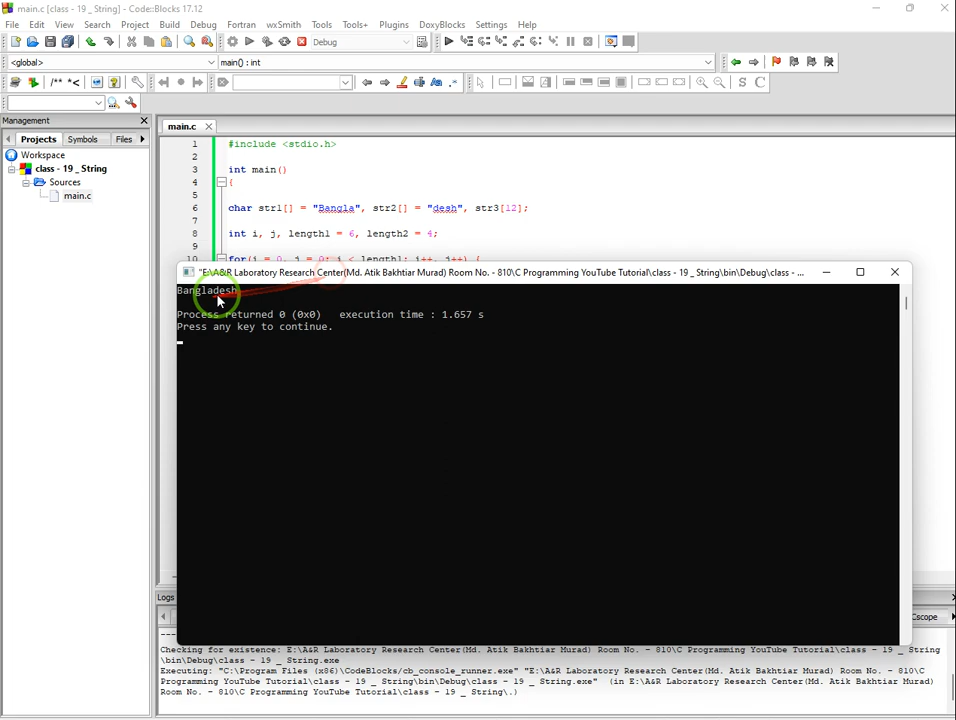 main.c [class - 19 _ String] - Code::Blocks 17.12
File Edit View Search Project Build Debug Fortran wxSmith Tools Tools+ Plugins DoxyBlocks Settings Help
Debug
<global> main() : int
/** *<
Aa .* S C
Management
main.c
Projects Symbols Files
Workspace
class - 19 _ String
Sources
main.c
1 #include <stdio.h>
2
3 int main()
4 {
5
6 char str1[] = "Bangla", str2[] = "desh", str3[12];
7
8 int i, j, length1 = 6, length2 = 4;
9
10 for(i = 0, j = 0; i < length1; i++, j++) {
"E:\A&R Laboratory Research Center(Md. Atik Bakhtiar Murad) Room No. - 810\C Programming YouTube Tutorial\class - 19 _ String\bin\Debug\class - ...
Bangladesh
Process returned 0 (0x0) execution time : 1.657 s
Press any key to continue.
Logs
Cscope
Checking for existence: E:\A&R Laboratory Research Center(Md. Atik Bakhtiar Murad) Room No. - 810\C Programming YouTube Tutorial\class - 19 _ String
\bin\Debug\class - 19 _ String.exe
Executing: "C:\Program Files (x86)\CodeBlocks/cb_console_runner.exe" "E:\A&R Laboratory Research Center(Md. Atik Bakhtiar Murad) Room No. - 810\C
Programming YouTube Tutorial\class - 19 _ String\bin\Debug\class - 19 _ String.exe" (in E:\A&R Laboratory Research Center(Md. Atik Bakhtiar Murad)
Room No. - 810\C Programming YouTube Tutorial\class - 19 _ String\.)